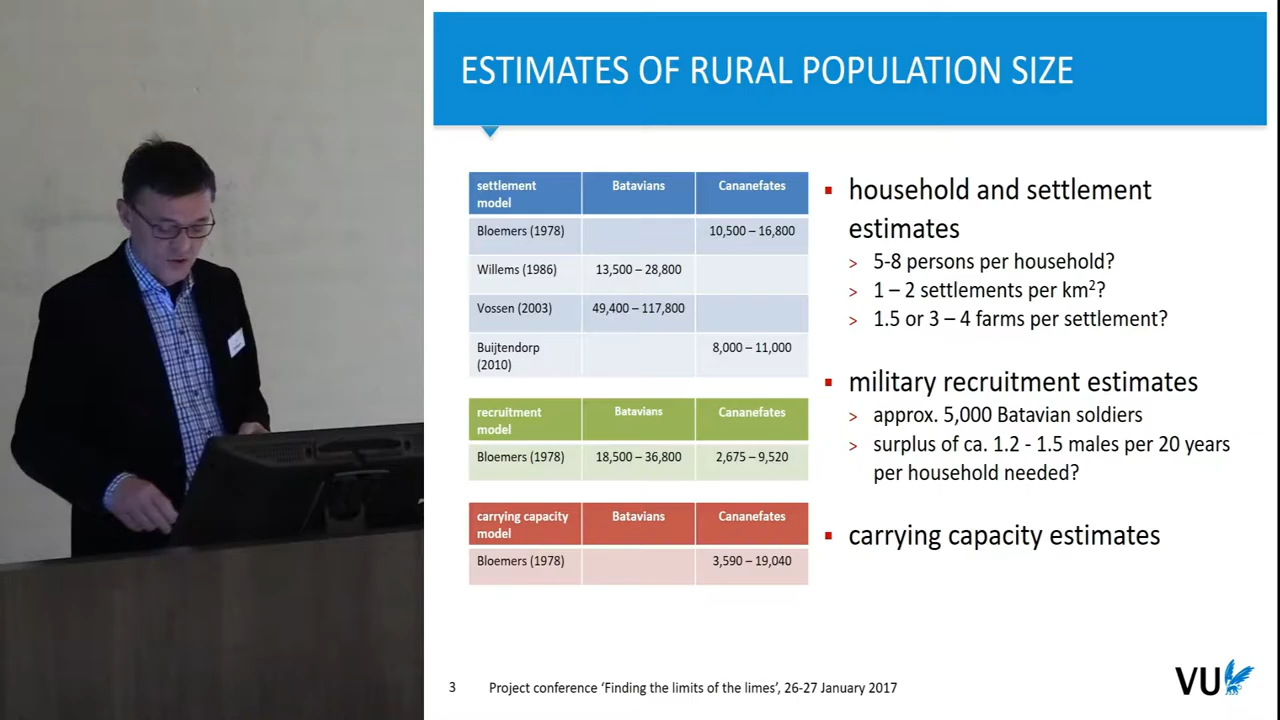 ESTIMATES OF RURAL POPULATION SIZE
settlement model Batavians Cananefates
Bloemers (1978) 10,500 – 16,800
Willems (1986) 13,500 – 28,800
Vossen (2003) 49,400 – 117,800
Buijtendorp (2010) 8,000 – 11,000
recruitment model Batavians Cananefates
Bloemers (1978) 18,500 – 36,800 2,675 – 9,520
carrying capacity model Batavians Cananefates
Bloemers (1978) 3,590 – 19,040
household and settlement
estimates
> 5-8 persons per household?
> 1 – 2 settlements per km²?
> 1.5 or 3 – 4 farms per settlement?
military recruitment estimates
> approx. 5,000 Batavian soldiers
> surplus of ca. 1.2 - 1.5 males per 20 years
per household needed?
carrying capacity estimates
3 Project conference ‘Finding the limits of the limes’, 26-27 January 2017
VU